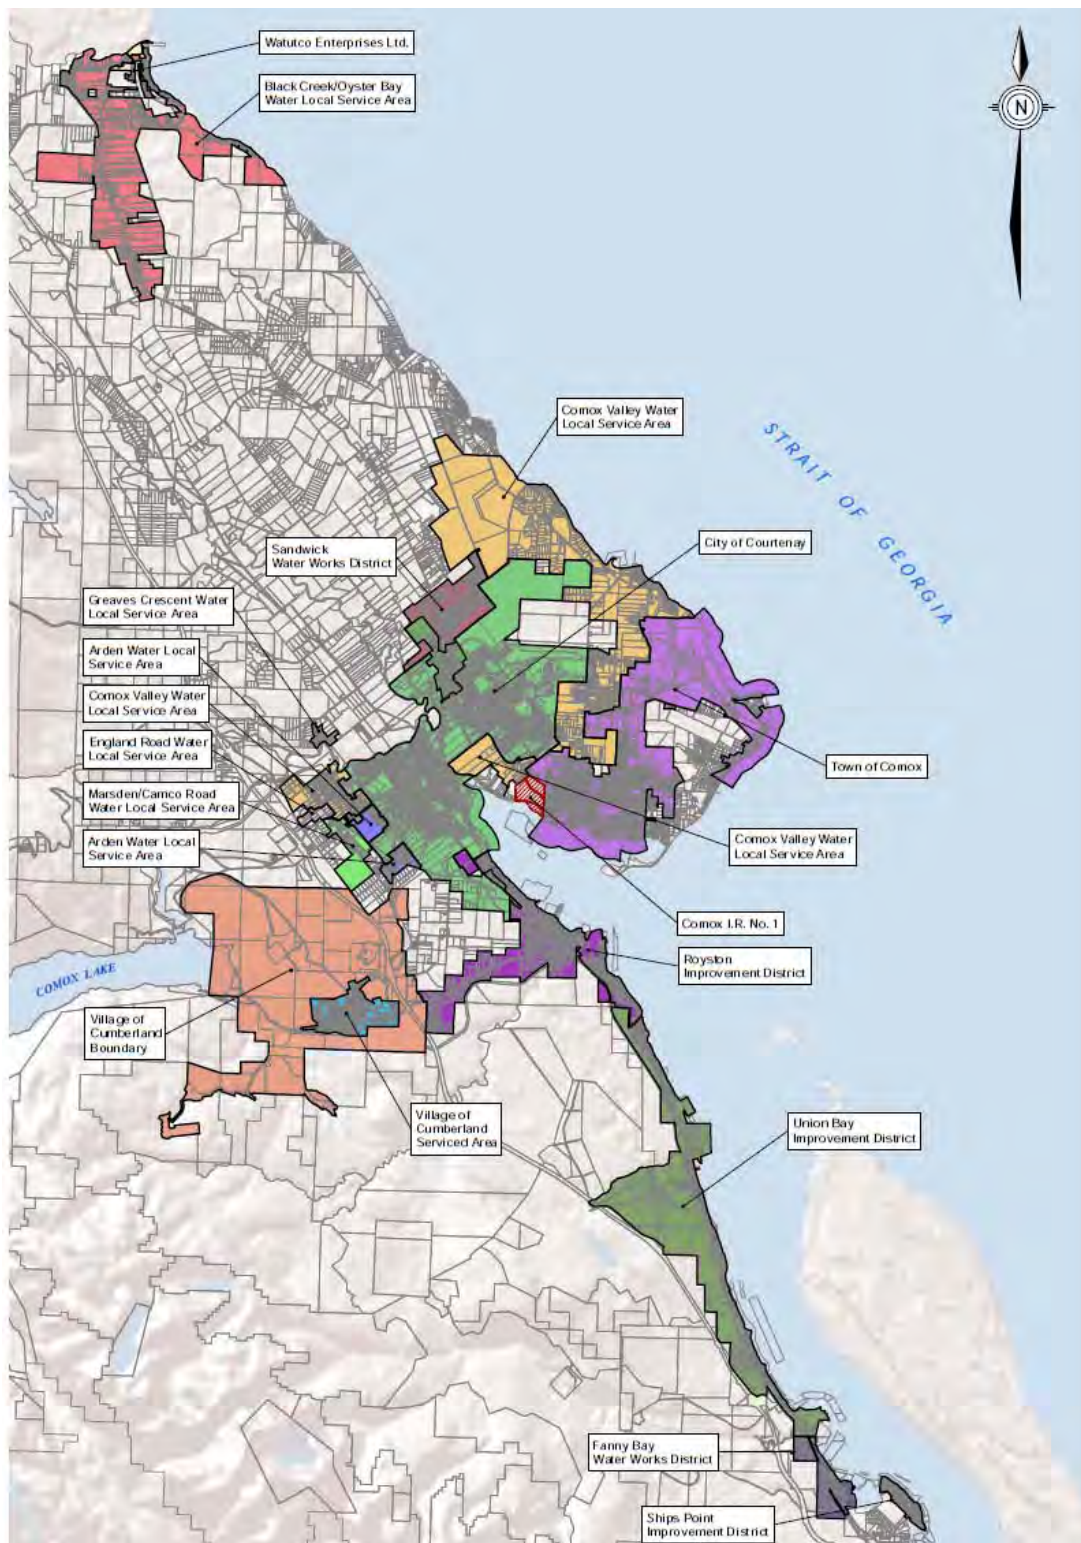 Watutco Enterprises Ltd.
Black Creek/Oyster Bay
Water Local Service Area
N
Comox Valley Water
Local Service Area
STRAIT OF GEORGIA
City of Courtenay
Sandwick
Water Works District
Greaves Crescent Water
Local Service Area
Arden Water Local
Service Area
Comox Valley Water
Local Service Area
England Road Water
Local Service Area
Marsden/Camco Road
Water Local Service Area
Arden Water Local
Service Area
Town of Comox
Comox Valley Water
Local Service Area
Comox I.R. No. 1
Royston
Improvement District
COMOX LAKE
Village of
Cumberland
Boundary
Village of
Cumberland
Serviced Area
Union Bay
Improvement District
Fanny Bay
Water Works District
Ships Point
Improvement District